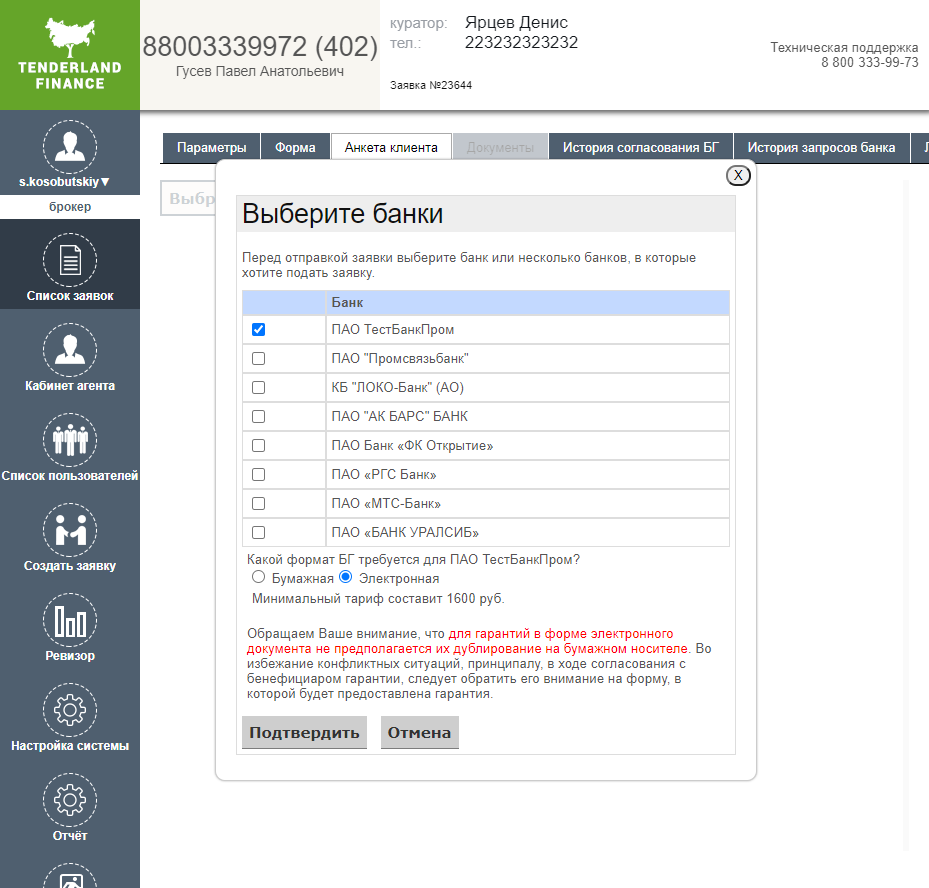 TENDERLAND
FINANCE
88003339972 (402)
Гусев Павел Анатольевич
куратор: Ярцев Денис
тел.: 223232323232
Заявка №23644
Техническая поддержка
8 800 333-99-73
s.kosobutskiy▼
брокер
Список заявок
Кабинет агента
Список пользователей
Создать заявку
Ревизор
Настройка системы
Отчёт
Параметры Форма Анкета клиента Документы История согласования БГ История запросов банка
Выбр
X
Выберите банки
Перед отправкой заявки выберите банк или несколько банков, в которые
хотите подать заявку.
Банк
ПАО ТестБанкПром
ПАО "Промсвязьбанк"
КБ "ЛОКО-Банк" (АО)
ПАО "АК БАРС" БАНК
ПАО Банк «ФК Открытие»
ПАО «РГС Банк»
ПАО «МТС-Банк»
ПАО «БАНК УРАЛСИБ»
Какой формат БГ требуется для ПАО ТестБанкПром?
Бумажная Электронная
Минимальный тариф составит 1600 руб.
Обращаем Ваше внимание, что для гарантий в форме электронного
документа не предполагается их дублирование на бумажном носителе. Во
избежание конфликтных ситуаций, принципалу, в ходе согласования с
бенефициаром гарантии, следует обратить его внимание на форму, в
которой будет предоставлена гарантия.
Подтвердить Отмена